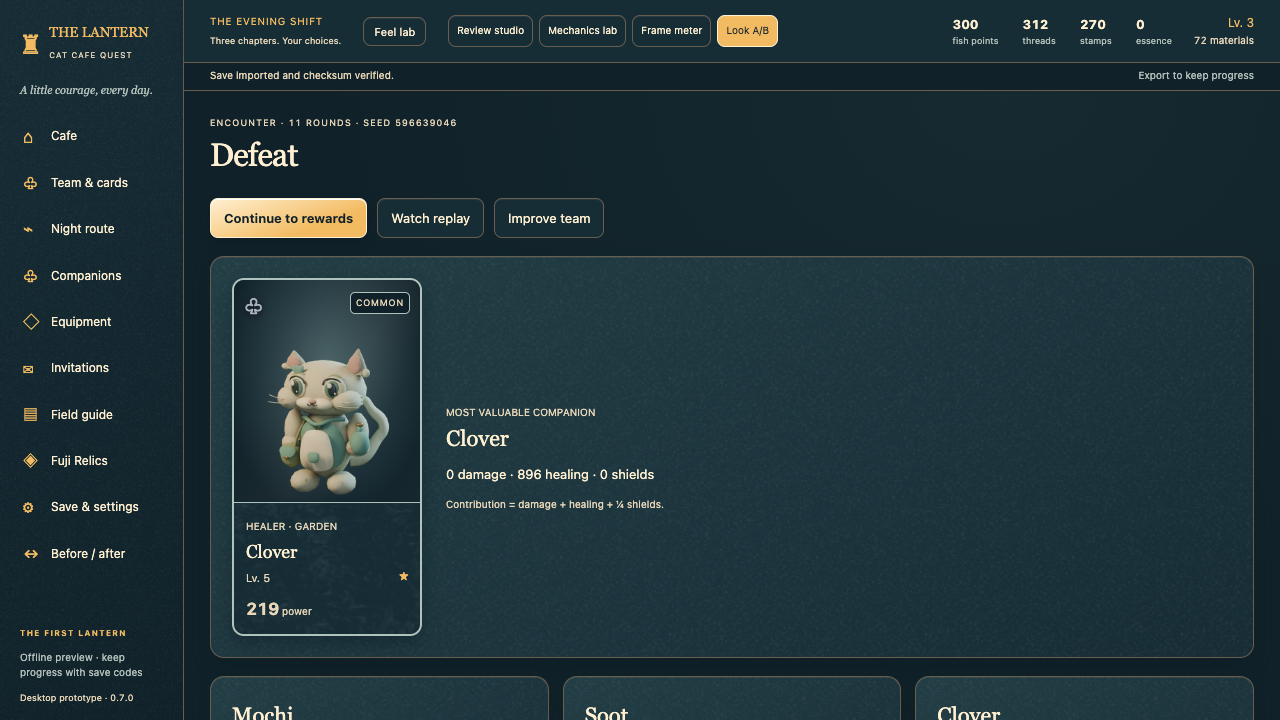 THE LANTERN
CAT CAFE QUEST
A little courage, every day.
Cafe
Team & cards
Night route
Companions
Equipment
Invitations
Field guide
Fuji Relics
Save & settings
Before / after
THE FIRST LANTERN
Offline preview · keep
progress with save codes
Desktop prototype · 0.7.0
THE EVENING SHIFT
Three chapters. Your choices.
Feel lab
Review studio
Mechanics lab
Frame meter
Look A/B
300
fish points
312
threads
270
stamps
0
essence
Lv. 3
72 materials
Save imported and checksum verified.
Export to keep progress
ENCOUNTER · 11 ROUNDS · SEED 596639046
Defeat
Continue to rewards
Watch replay
Improve team
COMMON
HEALER · GARDEN
Clover
Lv. 5
219 power
MOST VALUABLE COMPANION
Clover
0 damage · 896 healing · 0 shields
Contribution = damage + healing + ¼ shields.
Mochi
Soot
Clover